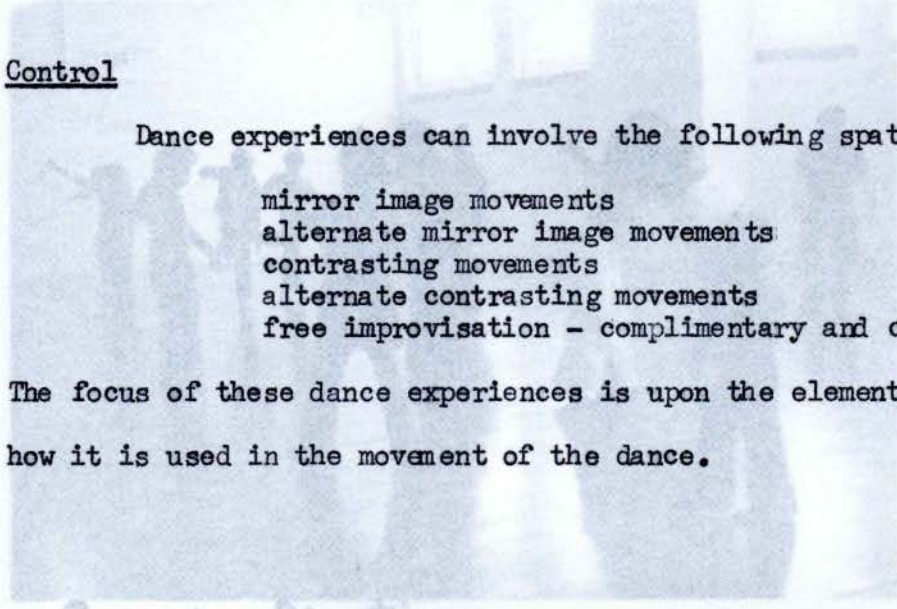 Control
Dance experiences can involve the following spat
mirror image movements
alternate mirror image movements
contrasting movements
alternate contrasting movements
free improvisation - complimentary and c
The focus of these dance experiences is upon the element
how it is used in the movement of the dance.